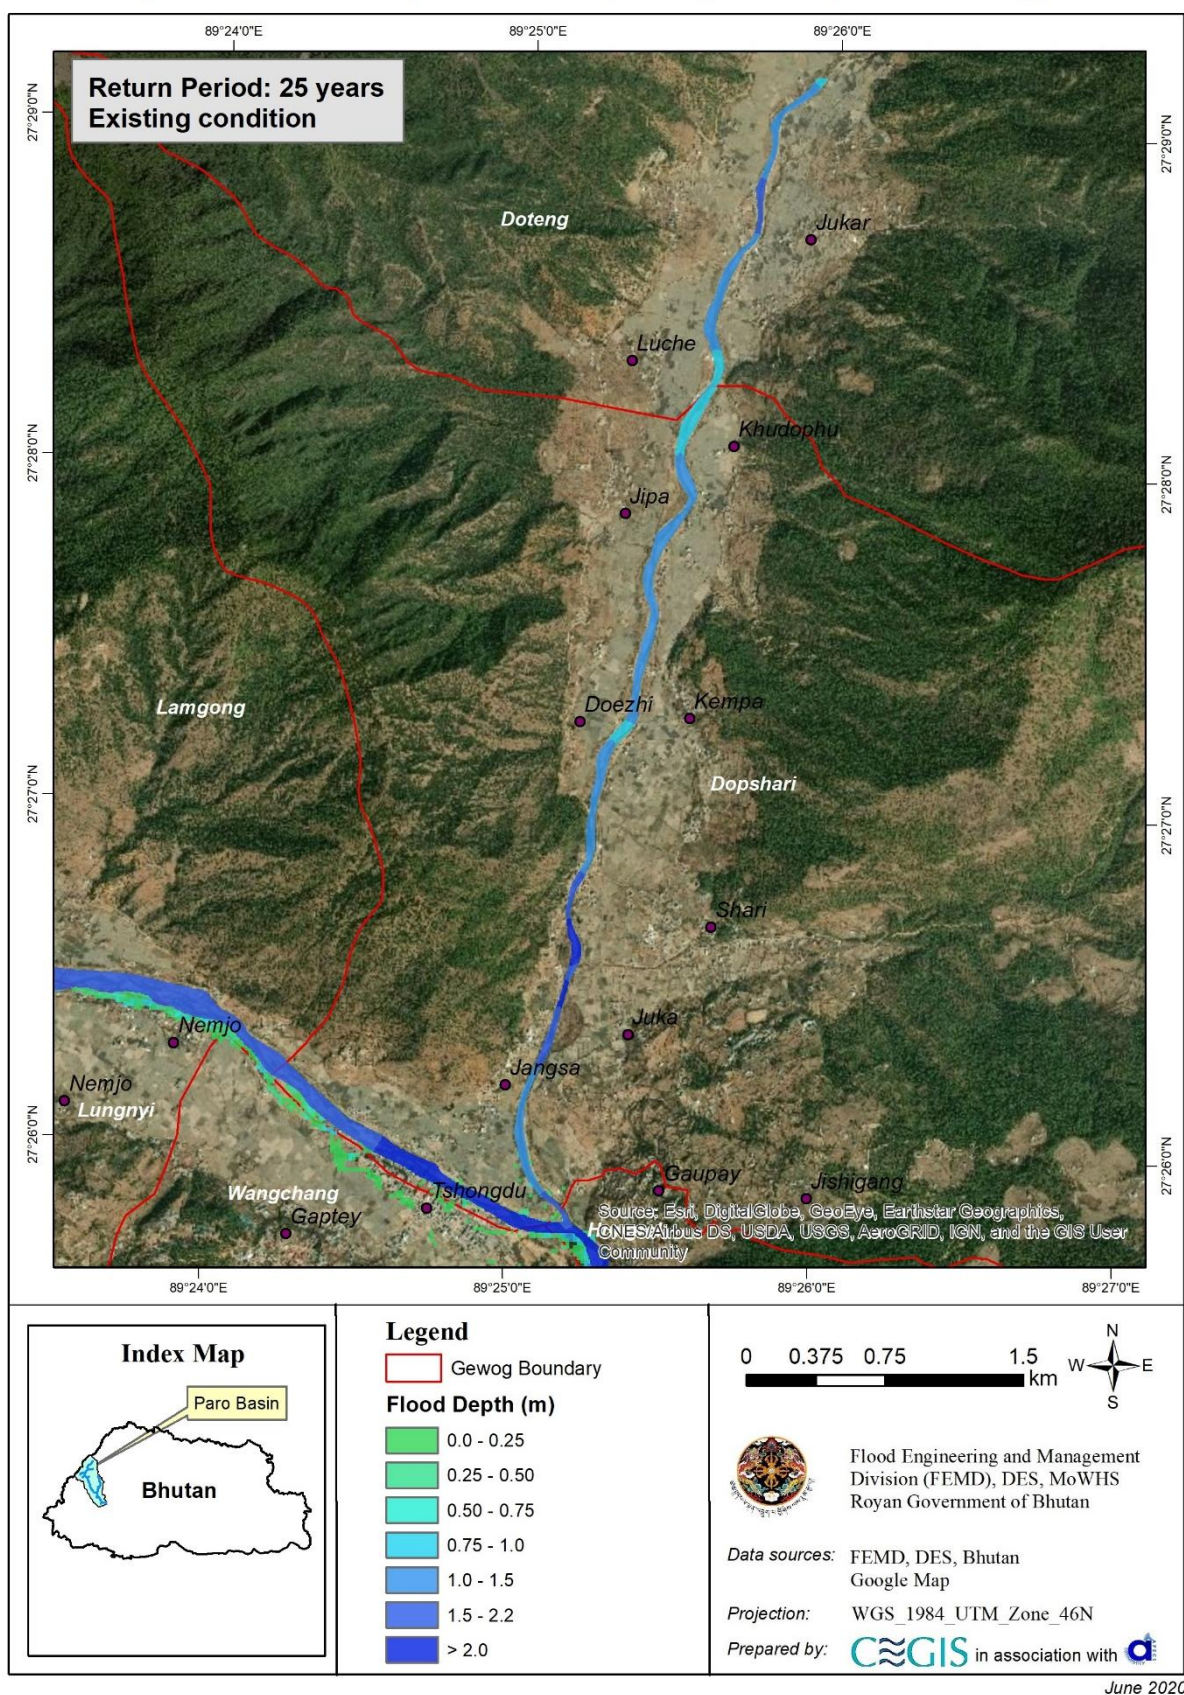 89°24'0"E
89°25'0"E
89°26'0"E
Return Period: 25 years
Existing condition
27°29'0"N
27°29'0"N
Doteng
Jukar
Luche
Khudophu
27°28'0"N
27°28'0"N
Jipa
Doezhi
Kempa
Lamgong
Dopshari
27°27'0"N
27°27'0"N
Shari
Nemjo
Juka
Jangsa
Nemjo
Lungnyi
27°26'0"N
27°26'0"N
Gaupay
Jishigang
Wangchang
Tshongdu
Gaptey
Source: Esri, DigitalGlobe, GeoEye, Earthstar Geographics,
CNES/Airbus DS, USDA, USGS, AeroGRID, IGN, and the GIS User
Community
89°24'0"E
89°25'0"E
89°26'0"E
89°27'0"E
Index Map
Paro Basin
Bhutan
Legend
Gewog Boundary
Flood Depth (m)
0.0 - 0.25
0.25 - 0.50
0.50 - 0.75
0.75 - 1.0
1.0 - 1.5
1.5 - 2.2
> 2.0
0 0.375 0.75 1.5
km
N
W E
S
Flood Engineering and Management
Division (FEMD), DES, MoWHS
Royan Government of Bhutan
Data sources: FEMD, DES, Bhutan
Google Map
Projection: WGS_1984_UTM_Zone_46N
Prepared by: CEGIS in association with
June 2020